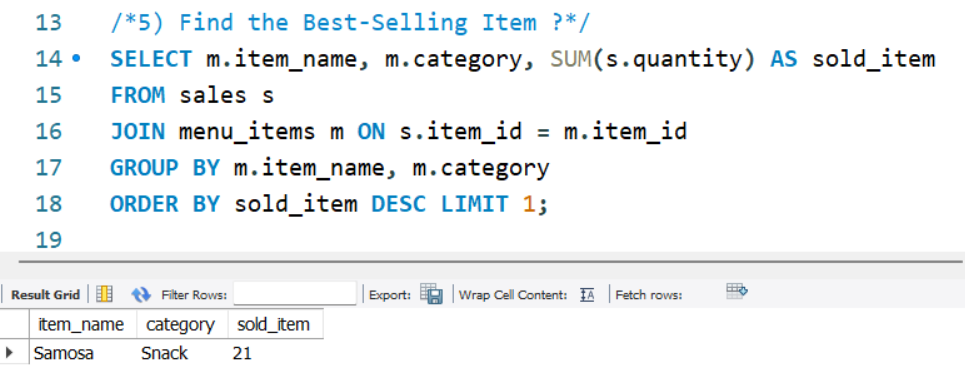 13 /*5) Find the Best-Selling Item ?*/
14 SELECT m.item_name, m.category, SUM(s.quantity) AS sold_item
15 FROM sales s
16 JOIN menu_items m ON s.item_id = m.item_id
17 GROUP BY m.item_name, m.category
18 ORDER BY sold_item DESC LIMIT 1;
19
Result Grid Filter Rows: Export: Wrap Cell Content: IA Fetch rows:
item_name category sold_item
Samosa Snack 21